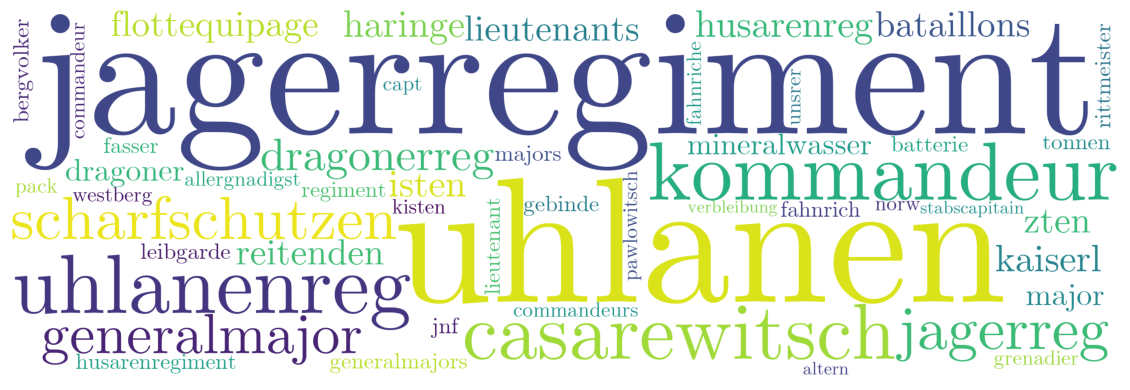 flottequipage haringe lieutenants husarenreg bataillons
bergvolker commandeur jagerregiment capt fahnriche unsrer rittmeister
fasser dragonerreg majors mineralwasser batterie tonnen
dragoner allergnadigst regiment isten kommandeur
pack westberg kisten gebinde pawlowitsch verbleibung fahnrich norw stabscapitain
scharfschutzen uhlanen zten
leibgarde reitenden lieutenant kaiserl
uhlanenreg commandeurs major
generalmajor jnf casarewitsch jagerreg
husarenregiment generalmajors altern grenadier